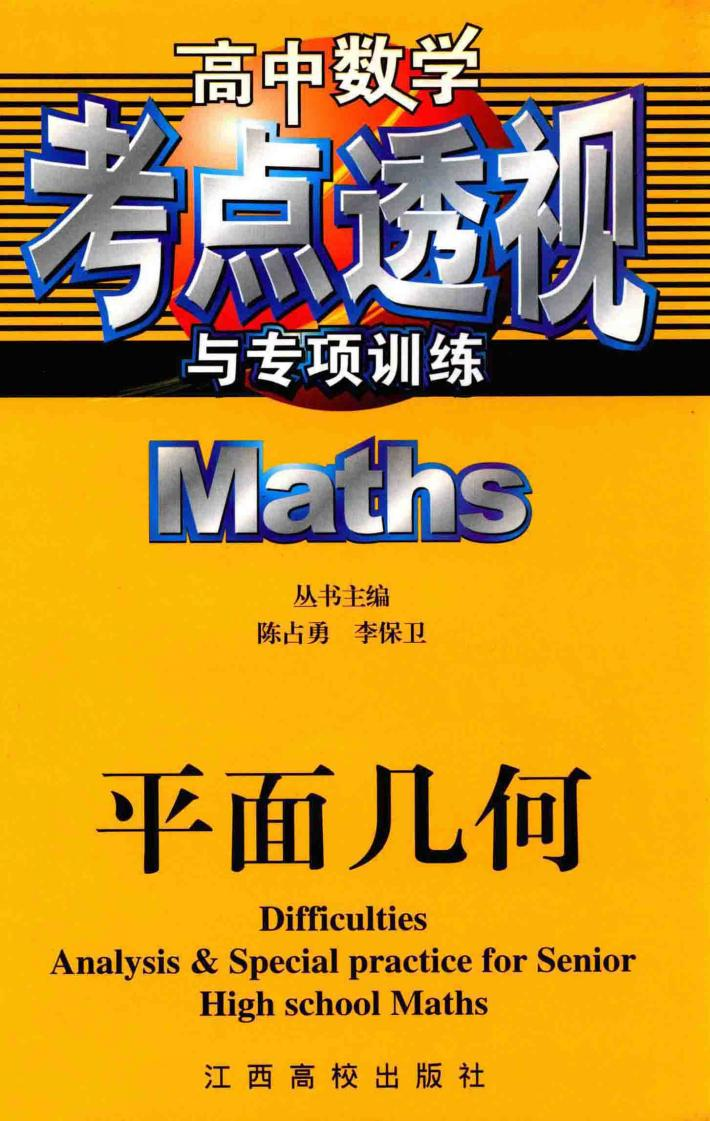 高中数学
考点透视
与专项训练
Maths
丛书主编
陈占勇 李保卫
平面几何
Difficulties
Analysis & Special practice for Senior
High school Maths
江西高校出版社